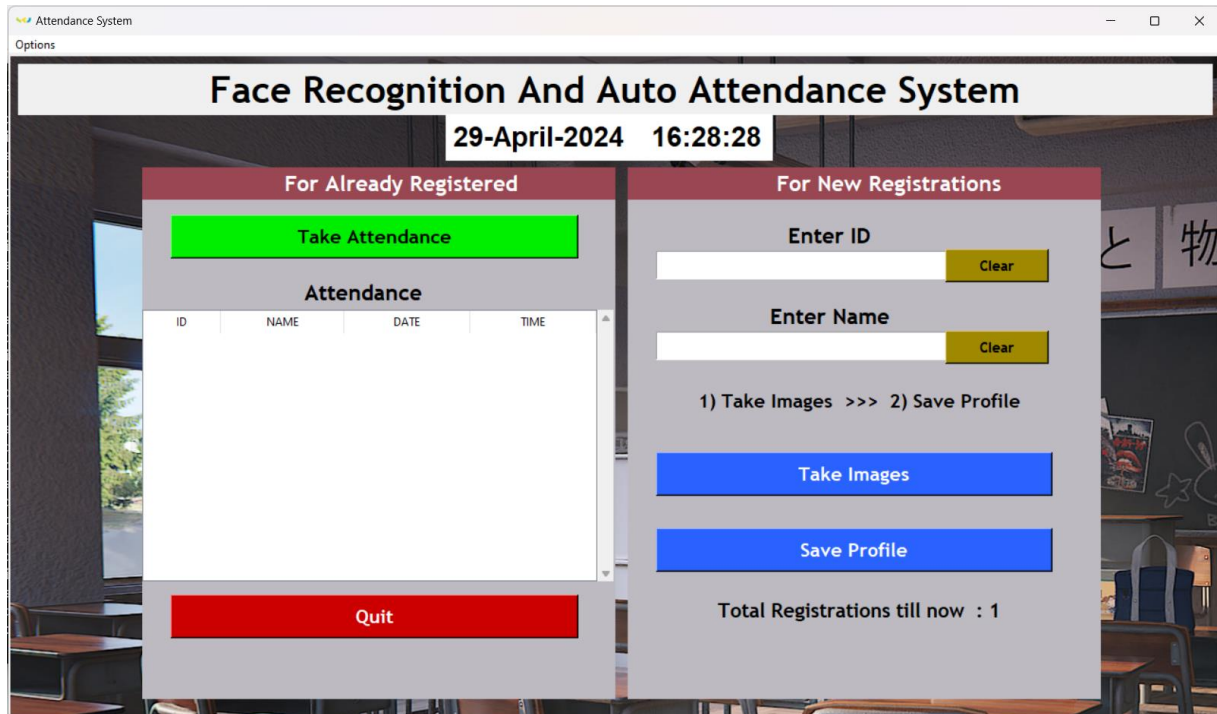 Attendance System
Options
Face Recognition And Auto Attendance System
29-April-2024 16:28:28
For Already Registered
Take Attendance
Attendance
ID NAME DATE TIME
Quit
For New Registrations
Enter ID
Clear
Enter Name
Clear
1) Take Images >>> 2) Save Profile
Take Images
Save Profile
Total Registrations till now : 1
と 物